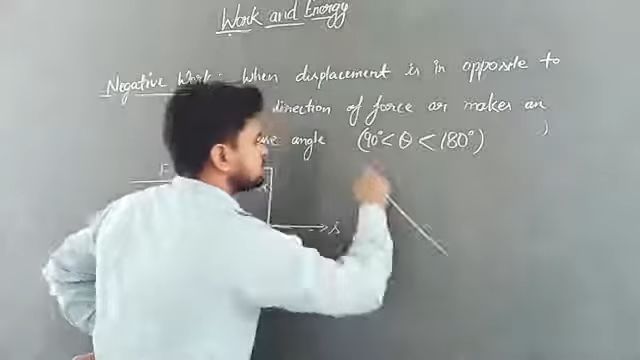 Work and Energy
Negative Work : When displacement is in opposite to
direction of force or makes an
angle (90° < θ < 180°) )
F
S